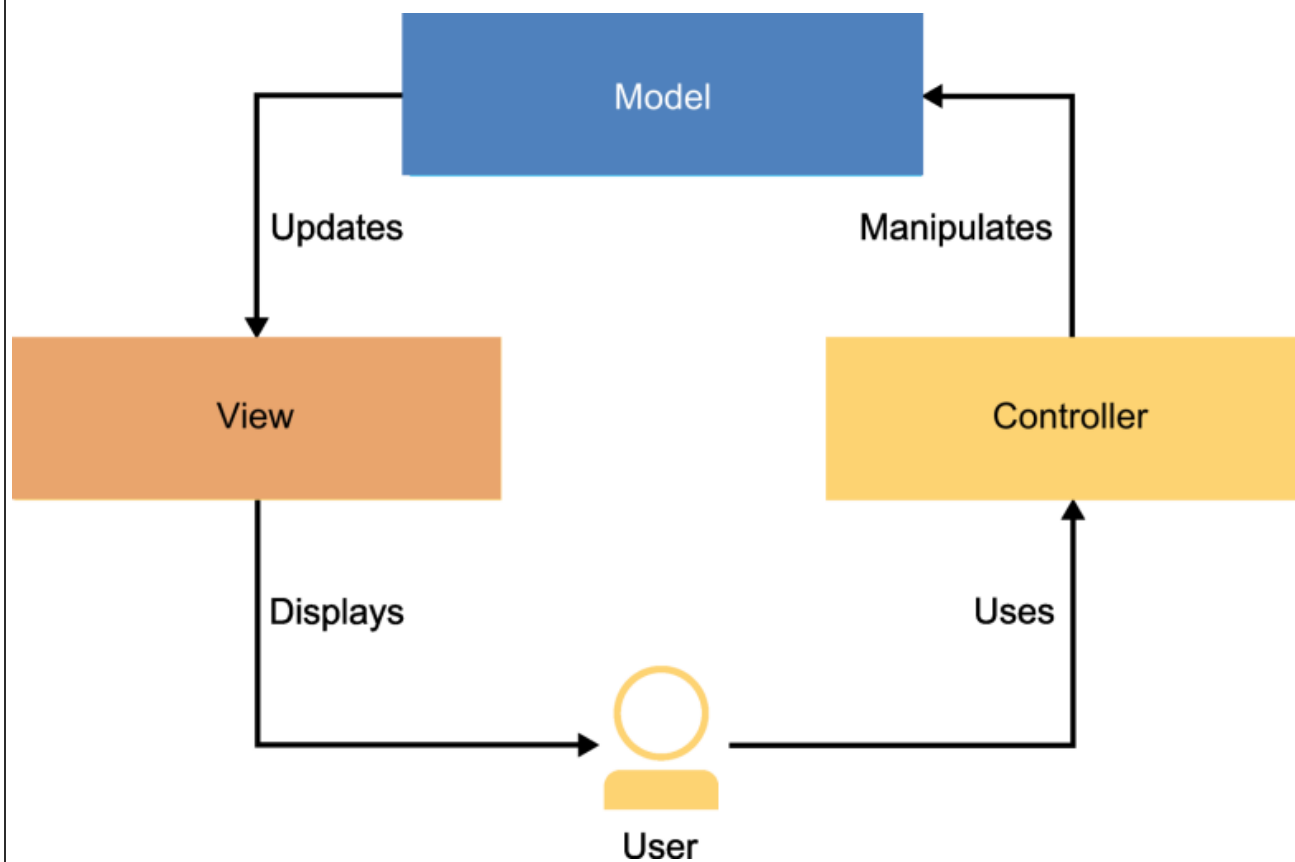 Model
Updates
Manipulates
View
Controller
Displays
Uses
User